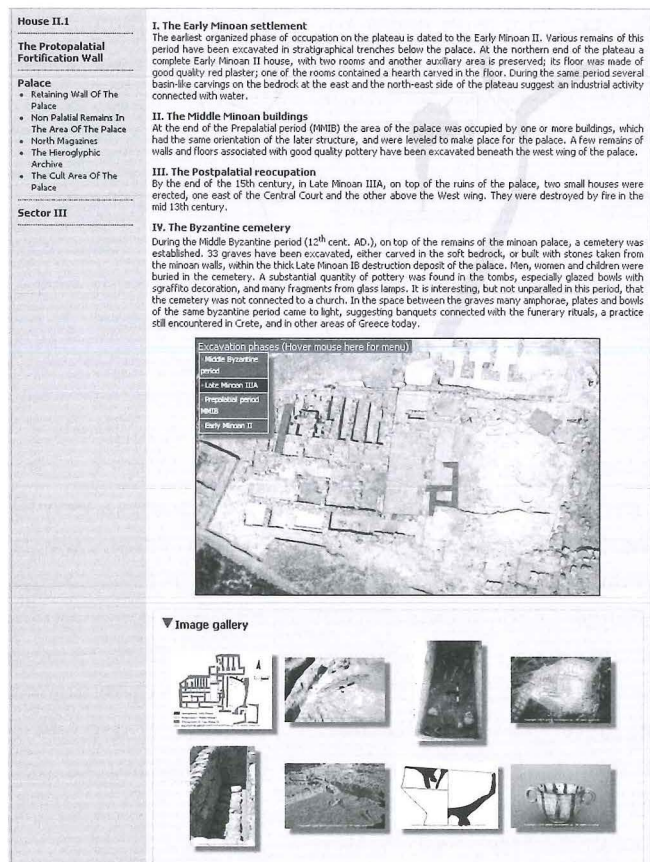 House II.1
The Protopalatial
Fortification Wall
Palace
• Retaining Wall Of The
Palace
• Non Palatial Remains In
The Area Of The Palace
• North Magazines
• The Hieroglyphic
Archive
• The Cult Area Of The
Palace
Sector III
I. The Early Minoan settlement
The earliest organized phase of occupation on the plateau is dated to the Early Minoan II. Various remains of this
period have been excavated in stratigraphical trenches below the palace. At the northern end of the plateau a
complete Early Minoan II house, with two rooms and another auxiliary area is preserved; its floor was made of
good quality red plaster; one of the rooms contained a hearth carved in the floor. During the same period several
basin-like carvings on the bedrock at the east and the north-east side of the plateau suggest an industrial activity
connected with water.
II. The Middle Minoan buildings
At the end of the Prepalatial period (MMIB) the area of the palace was occupied by one or more buildings, which
had the same orientation of the later structure, and were leveled to make place for the palace. A few remains of
walls and floors associated with good quality pottery have been excavated beneath the west wing of the palace.
III. The Postpalatial reocupation
By the end of the 15th century, in Late Minoan IIIA, on top of the ruins of the palace, two small houses were
erected, one east of the Central Court and the other above the West wing. They were destroyed by fire in the
mid 13th century.
IV. The Byzantine cemetery
During the Middle Byzantine period (12th cent. AD.), on top of the remains of the minoan palace, a cemetery was
established. 33 graves have been excavated, either carved in the soft bedrock, or built with stones taken from
the minoan walls, within the thick Late Minoan IB destruction deposit of the palace. Men, women and children were
buried in the cemetery. A substantial quantity of pottery was found in the tombs, especially glazed bowls with
sgraffito decoration, and many fragments from glass lamps. It is interesting, but not unparalled in this period, that
the cemetery was not connected to a church. In the space between the graves many amphorae, plates and bowls
of the same byzantine period came to light, suggesting banquets connected with the funerary rituals, a practice
still encountered in Crete, and in other areas of Greece today.
Excavation phases (Hover mouse here for menu)
· Middle Byzantine
period
· Late Minoan IIIA
· Prepalatial period
MMIB
· Early Minoan II
▼ Image gallery